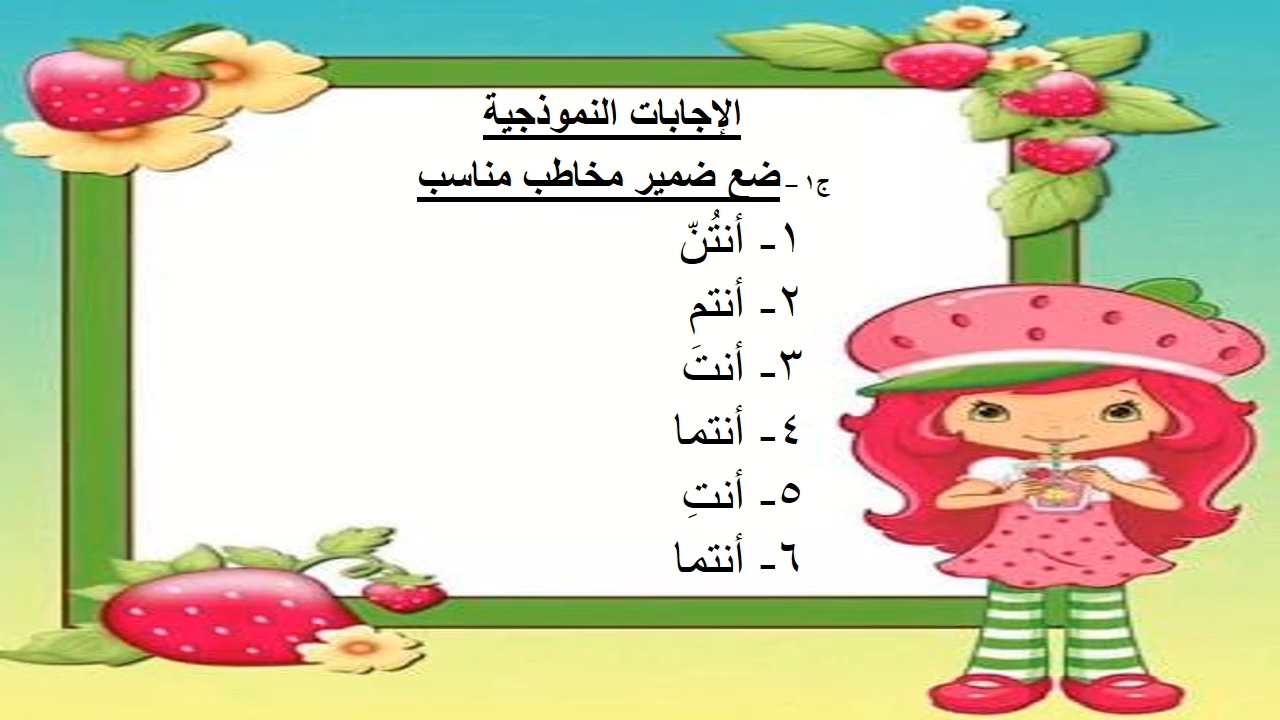 الإجابات النموذجية
ج١- ضع ضمير مخاطب مناسب
١- أنتُنّ
٢- أنتم
٣- أنتَ
٤- أنتما
٥- أنتِ
٦- أنتما